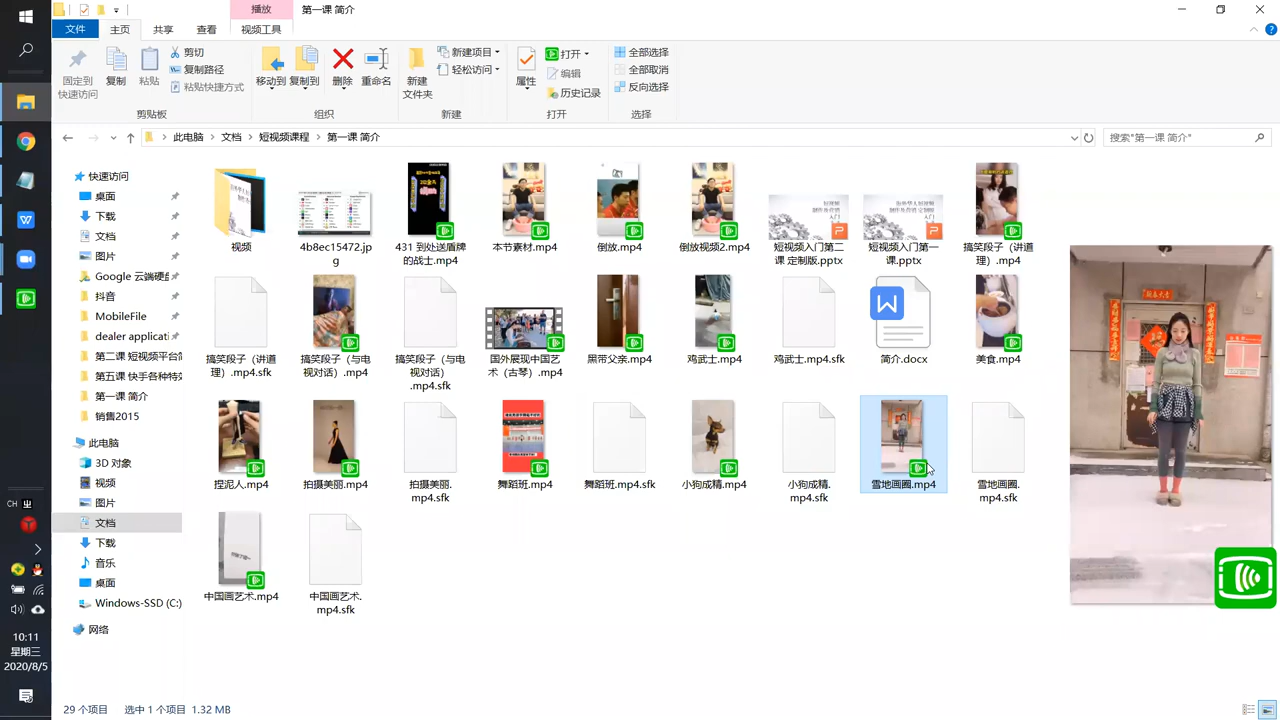 播放
第一课 简介
文件
主页
共享
查看
视频工具
固定到
快速访问
复制
粘贴
剪切
复制路径
粘贴快捷方式
剪贴板
移动到
复制到
删除
重命名
组织
新建
文件夹
新建项目
轻松访问
新建
属性
打开
编辑
历史记录
打开
全部选择
全部取消
反向选择
选择
此电脑
文档
短视频课程
第一课 简介
搜索"第一课 简介"
快速访问
桌面
下载
文档
图片
Google 云端硬盘
抖音
MobileFile
dealer applicati
第二课 短视频平台简
第五课 快手各种特效
第一课 简介
销售2015
此电脑
3D 对象
视频
图片
文档
下载
音乐
桌面
Windows-SSD (C:)
网络
视频
4b8ec15472.jp
g
431 到处送盾牌
的战士.mp4
本节素材.mp4
倒放.mp4
倒放视频2.mp4
短视频入门第二
课 定制版.pptx
短视频入门第一
课.pptx
搞笑段子（讲道
理）.mp4
搞笑段子（讲道
理）.mp4.sfk
搞笑段子（与电
视对话）.mp4
搞笑段子（与电
视对话）
.mp4.sfk
国外展现中国艺
术（古琴）.mp4
黑带父亲.mp4
鸡武士.mp4
鸡武士.mp4.sfk
简介.docx
美食.mp4
捏泥人.mp4
拍摄美丽.mp4
拍摄美丽.
mp4.sfk
舞蹈班.mp4
舞蹈班.mp4.sfk
小狗成精.mp4
小狗成精.
mp4.sfk
雪地画圈.mp4
雪地画圈.
mp4.sfk
中国画艺术.mp4
中国画艺术.
mp4.sfk
CH
10:11
星期三
2020/8/5
29 个项目
选中 1 个项目 1.32 MB